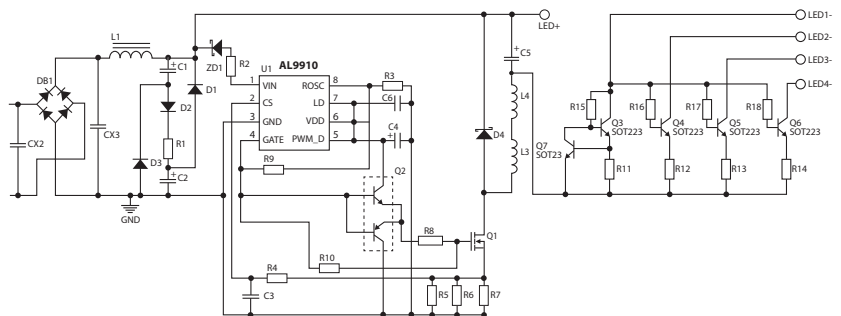 LED+
LED1-
LED2-
LED3-
LED4-
L1
ZD1
R2
U1
AL9910
1 VIN
2 CS
3 GND
4 GATE
ROSC 8
LD 7
VDD 6
PWM_D 5
R3
C6
C4
C5
L4
L3
D4
DB1
CX2
CX3
C1
D2
D1
R1
D3
C2
GND
R9
Q2
R8
R10
Q1
R4
C3
R5
R6
R7
R15
R16
R17
R18
Q3
SOT223
Q4
SOT223
Q5
SOT223
Q6
SOT223
Q7
SOT23
R11
R12
R13
R14